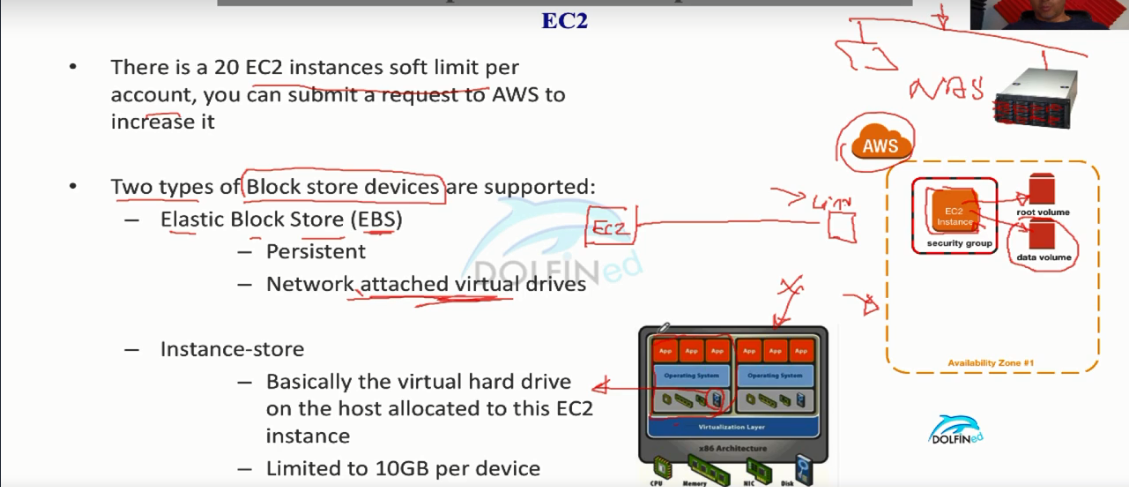 EC2
• There is a 20 EC2 instances soft limit per
account, you can submit a request to AWS to
increase it
• Two types of Block store devices are supported:
– Elastic Block Store (EBS)
– Persistent
– Network attached virtual drives
– Instance-store
– Basically the virtual hard drive
on the host allocated to this EC2
instance
– Limited to 10GB per device
NAS
AWS
EC2
Instance
security group
root volume
data volume
Availability Zone #1
EC2
DOLFINed
App App App App App App
Operating System Operating System
Virtualization Layer
x86 Architecture
CPU Memory NIC Disk
DOLFINed